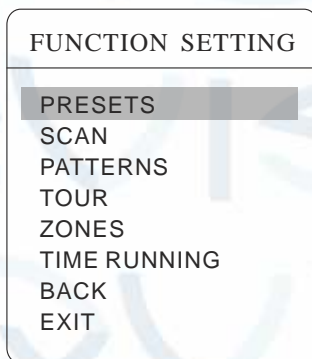 FUNCTION SETTING
PRESETS
SCAN
PATTERNS
TOUR
ZONES
TIME RUNNING
BACK
EXIT